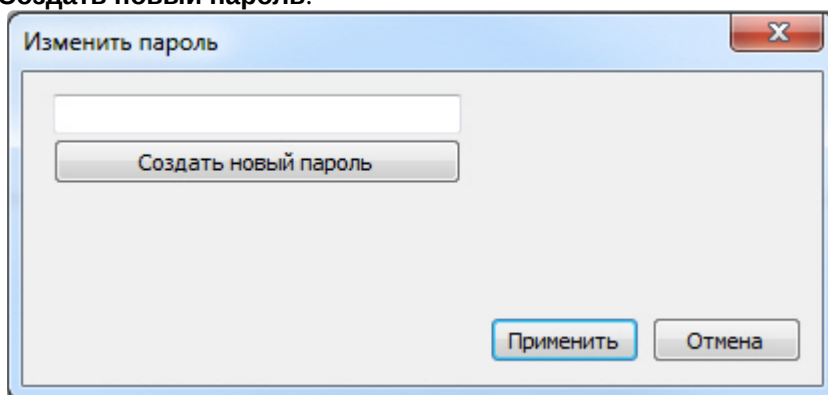 Создать новый пароль.
Изменить пароль
Создать новый пароль
Применить Отмена